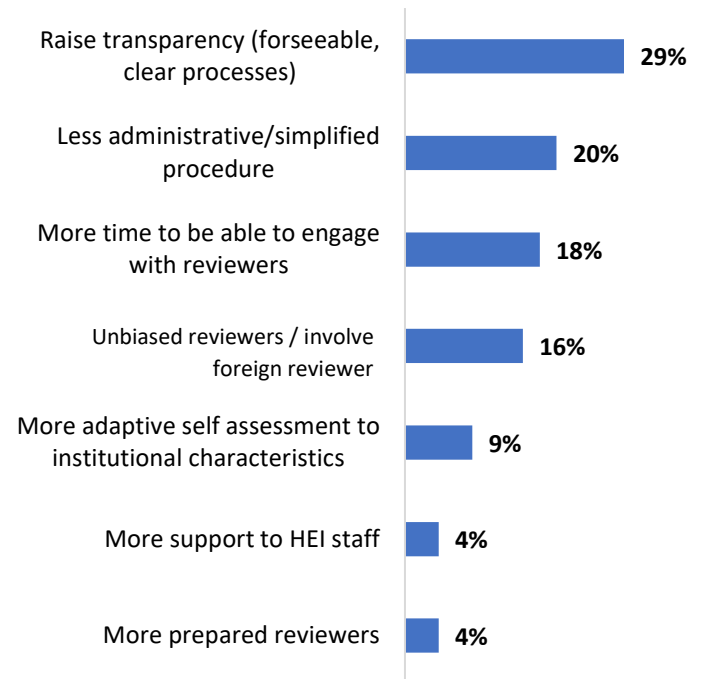 Raise transparency (forseeable,
clear processes)
29%
Less administrative/simplified
procedure
20%
More time to be able to engage
with reviewers
18%
Unbiased reviewers / involve
foreign reviewer
16%
More adaptive self assessment to
institutional characteristics
9%
More support to HEI staff
4%
More prepared reviewers
4%